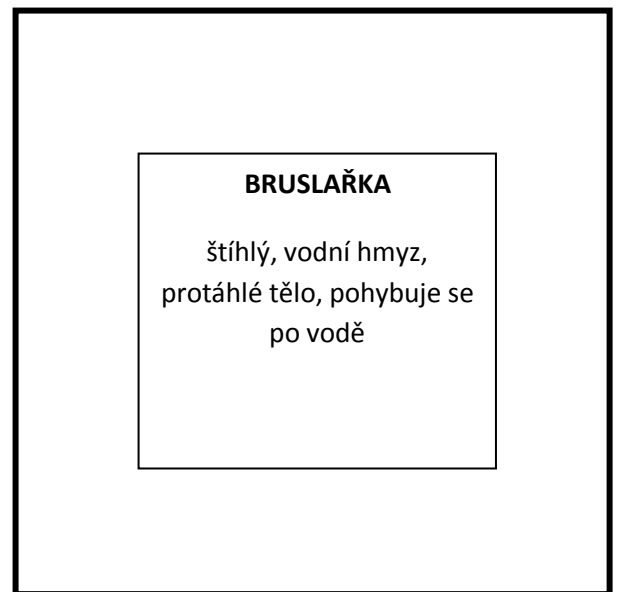 BRUSLAŘKA
štíhlý, vodní hmyz,
protáhlé tělo, pohybuje se
po vodě